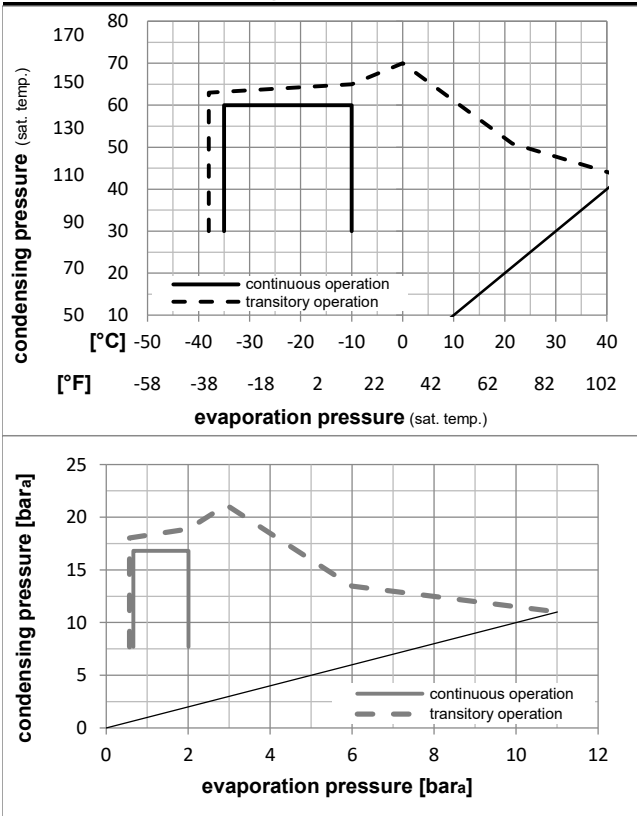 condensing pressure (sat. temp.)
170 80
70
150 60
130 50
110 40
90 30
70 20
50 10
continuous operation
transitory operation
[°C] -50 -40 -30 -20 -10 0 10 20 30 40
[°F] -58 -38 -18 2 22 42 62 82 102
evaporation pressure (sat. temp.)
condensing pressure [bara]
25
20
15
10
5
0
continuous operation
transitory operation
0 2 4 6 8 10 12
evaporation pressure [bara]